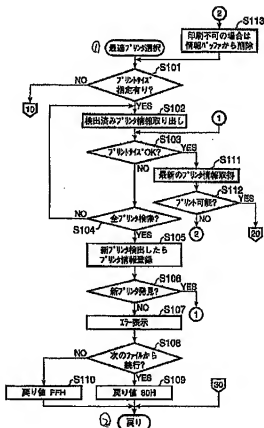 ② S113
① 最適プリンタ選択
印刷不可の場合は
情報バッファから削除
S101
プリントサイズ
指定有り?
NO
YES
10
S102
検出済みプリンタ情報取り出し
①
S103
プリントサイズOK?
YES
S111
最新のプリンタ情報取得
NO
S112
プリント可能?
全プリンタ検索?
NO
NO
YES
S104
②
20
YES
S105
新プリンタ検出したら
プリンタ情報登録
S106
新プリンタ発見?
YES
NO
①
S107
エラー表示
S108
次のファイルから
続行?
NO
S110
YES
S109
30
戻り値 FFH
戻り値 80H
② 戻り